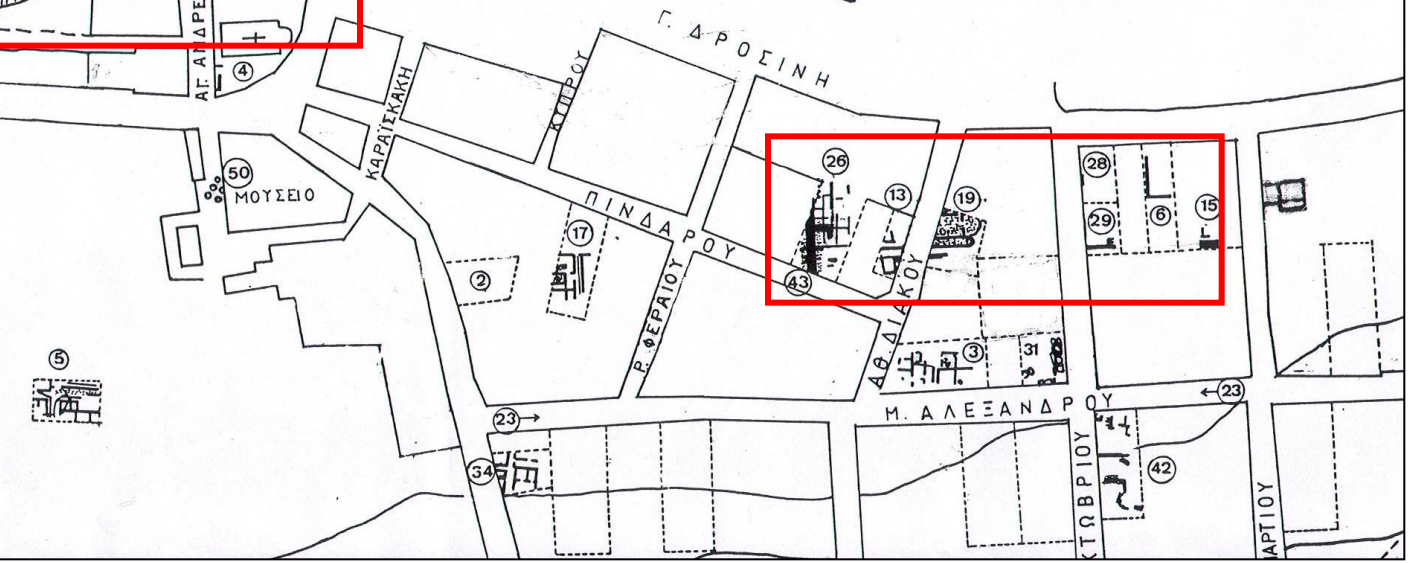 ΑΓ. ΑΝΔΡΕ
4
ΚΑΡΑΪΣΚΑΚΗ
ΚΥΠΡΟΥ
Γ. ΔΡΟΣΙΝΗ
50
ΜΟΥΣΕΙΟ
ΠΙΝΔΑΡΟΥ
26
13
19
28
29
6
15
17
2
43
Ρ. ΦΕΡΑΙΟΥ
ΑΘ. ΔΙΑΚΟΥ
5
3
31
23
Μ. ΑΛΕΞΑΝΔΡΟΥ
23
34
42
ΚΤΩΒΡΙΟΥ
ΑΡΤΙΟΥ